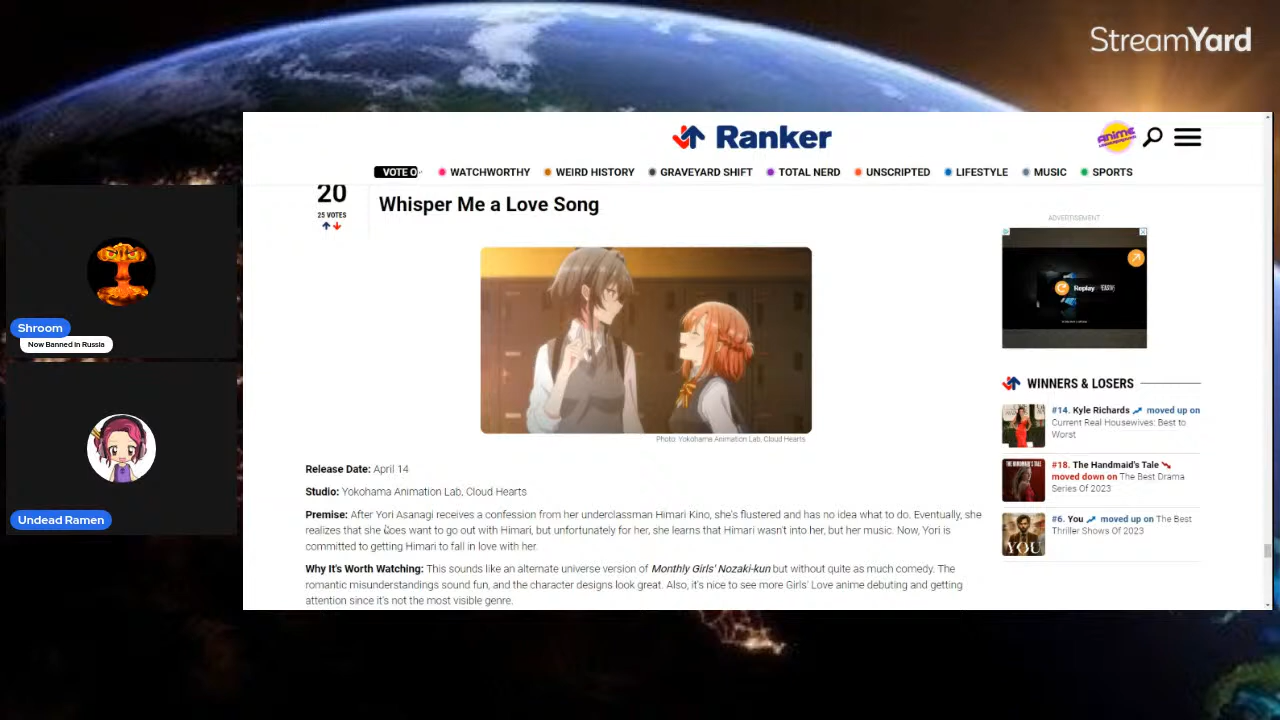 StreamYard
Ranker
VOTE O
WATCHWORTHY
WEIRD HISTORY
GRAVEYARD SHIFT
TOTAL NERD
UNSCRIPTED
LIFESTYLE
MUSIC
SPORTS
20
25 VOTES
Whisper Me a Love Song
Photo: Yokohama Animation Lab, Cloud Hearts
Release Date: April 14
Studio: Yokohama Animation Lab, Cloud Hearts
Premise: After Yori Asanagi receives a confession from her underclassman Himari Kino, she's flustered and has no idea what to do. Eventually, she
realizes that she does want to go out with Himari, but unfortunately for her, she learns that Himari wasn't into her, but her music. Now, Yori is
committed to getting Himari to fall in love with her.
Why It's Worth Watching: This sounds like an alternate universe version of Monthly Girls' Nozaki-kun but without quite as much comedy. The
romantic misunderstandings sound fun, and the character designs look great. Also, it's nice to see more Girls' Love anime debuting and getting
attention since it's not the most visible genre.
ADVERTISEMENT
Replay
WINNERS & LOSERS
#14. Kyle Richards moved up on
Current Real Housewives: Best to
Worst
#18. The Handmaid's Tale
moved down on The Best Drama
Series Of 2023
#6. You moved up on The Best
Thriller Shows Of 2023
YOU
Shroom
Now Banned in Russia
Undead Ramen